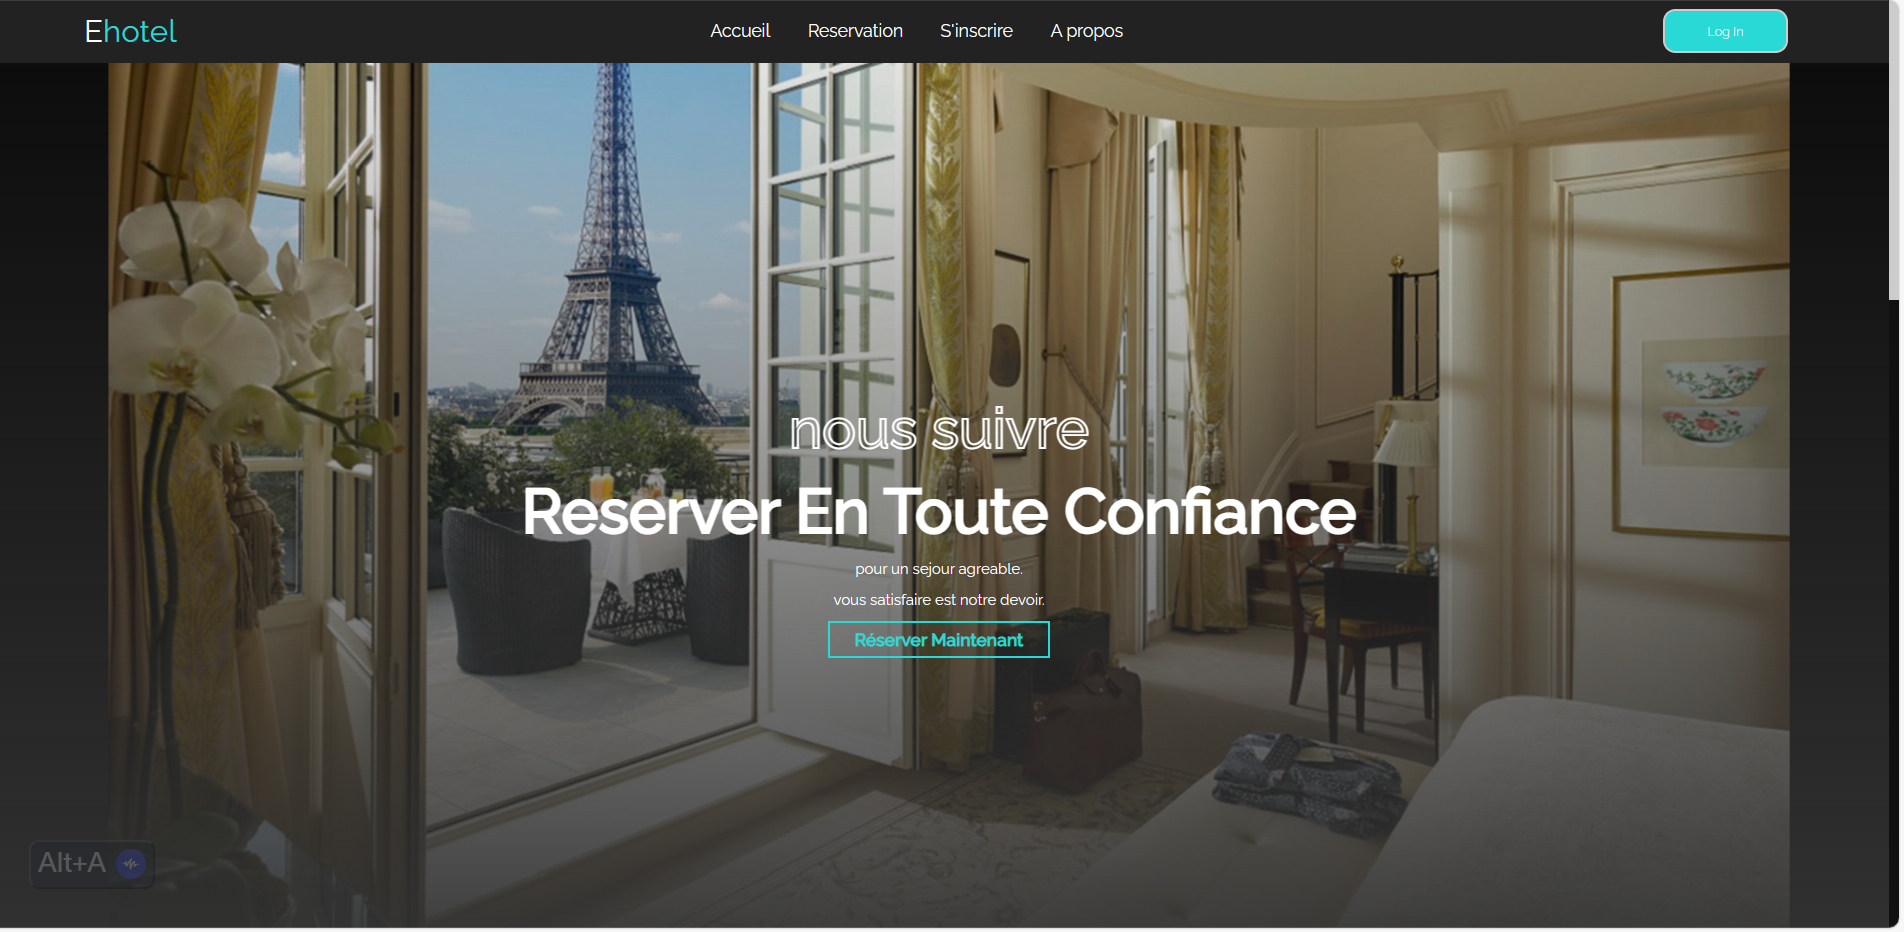 Ehotel
Accueil Reservation S'inscrire A propos
Log In
nous suivre
Reserver En Toute Confiance
pour un sejour agreable.
vous satisfaire est notre devoir.
Réserver Maintenant
Alt+A